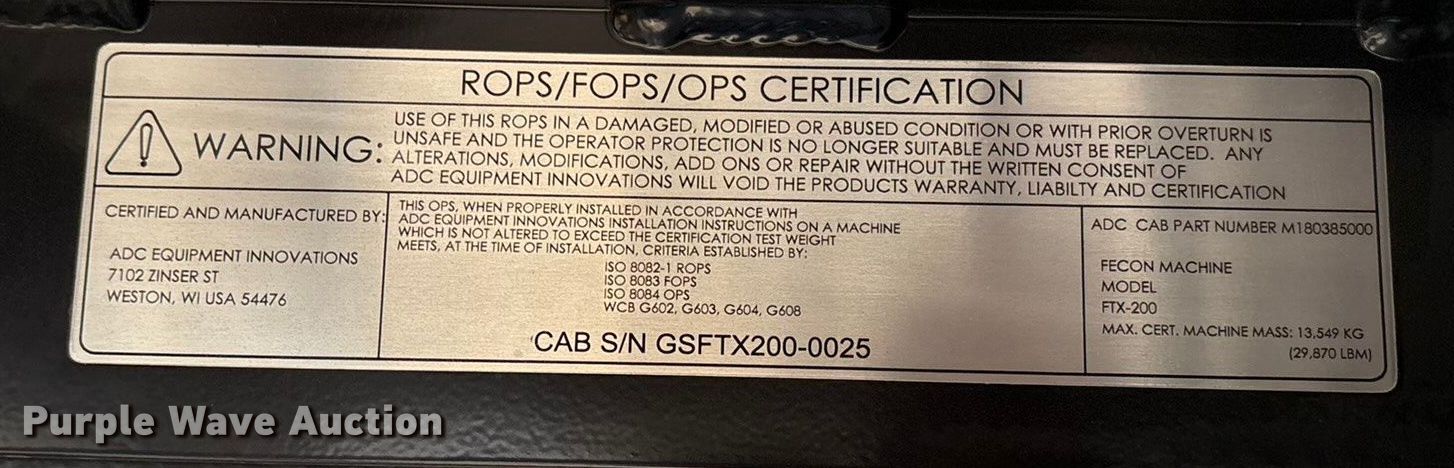 ROPS/FOPS/OPS CERTIFICATION
WARNING:
USE OF THIS ROPS IN A DAMAGED, MODIFIED OR ABUSED CONDITION OR WITH PRIOR OVERTURN IS
UNSAFE AND THE OPERATOR PROTECTION IS NO LONGER SUITABLE AND MUST BE REPLACED. ANY
ALTERATIONS, MODIFICATIONS, ADD ONS OR REPAIR WITHOUT THE WRITTEN CONSENT OF
ADC EQUIPMENT INNOVATIONS WILL VOID THE PRODUCTS WARRANTY, LIABILTY AND CERTIFICATION
CERTIFIED AND MANUFACTURED BY:
ADC EQUIPMENT INNOVATIONS
7102 ZINSER ST
WESTON, WI USA 54476
THIS OPS, WHEN PROPERLY INSTALLED IN ACCORDANCE WITH
ADC EQUIPMENT INNOVATIONS INSTALLATION INSTRUCTIONS ON A MACHINE
WHICH IS NOT ALTERED TO EXCEED THE CERTIFICATION TEST WEIGHT
MEETS, AT THE TIME OF INSTALLATION, CRITERIA ESTABLISHED BY:
ISO 8082-1 ROPS
ISO 8083 FOPS
ISO 8084 OPS
WCB G602, G603, G604, G608
CAB S/N GSFTX200-0025
ADC CAB PART NUMBER M180385000
FECON MACHINE
MODEL
FTX-200
MAX. CERT. MACHINE MASS: 13,549 KG
(29,870 LBM)
Purple Wave Auction